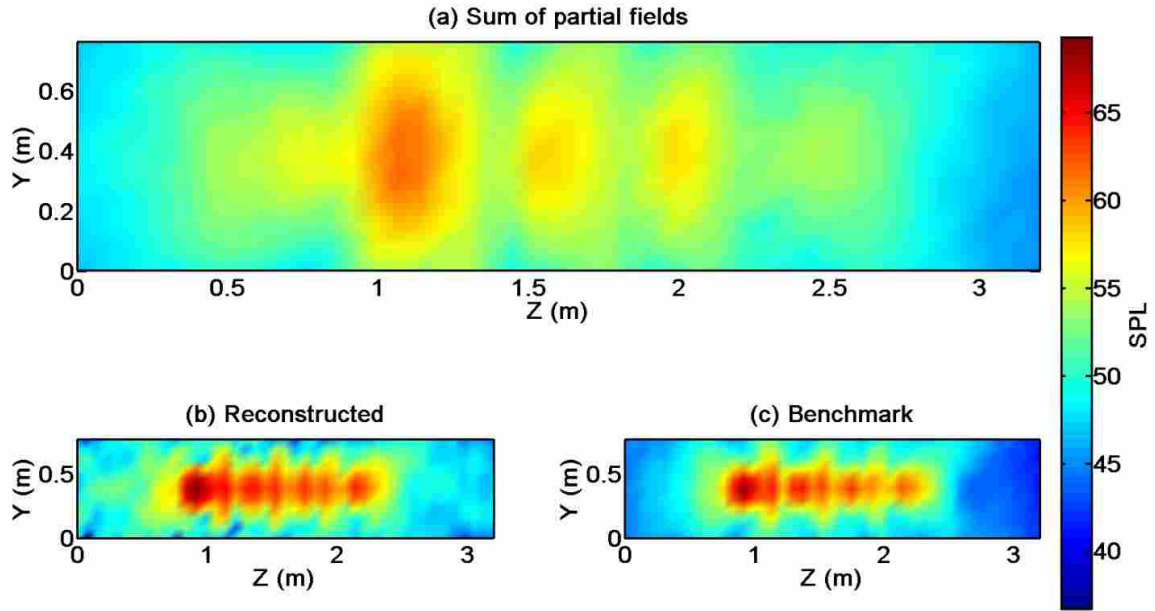 (a) Sum of partial fields
Y (m)
0.6
0.4
0.2
0
0 0.5 1 1.5 2 2.5 3
Z (m)
65
60
55
50
45
40
SPL
(b) Reconstructed
Y (m)
0.5
0
0 1 2 3
Z (m)
(c) Benchmark
Y (m)
0.5
0
0 1 2 3
Z (m)